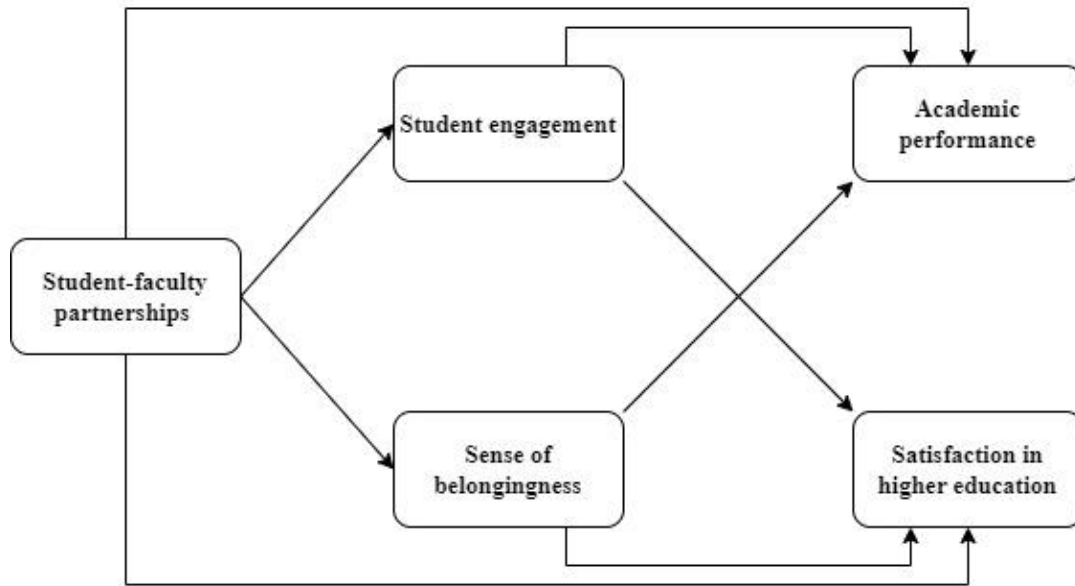 Student engagement
Academic
performance
Student-faculty
partnerships
Sense of
belongingness
Satisfaction in
higher education